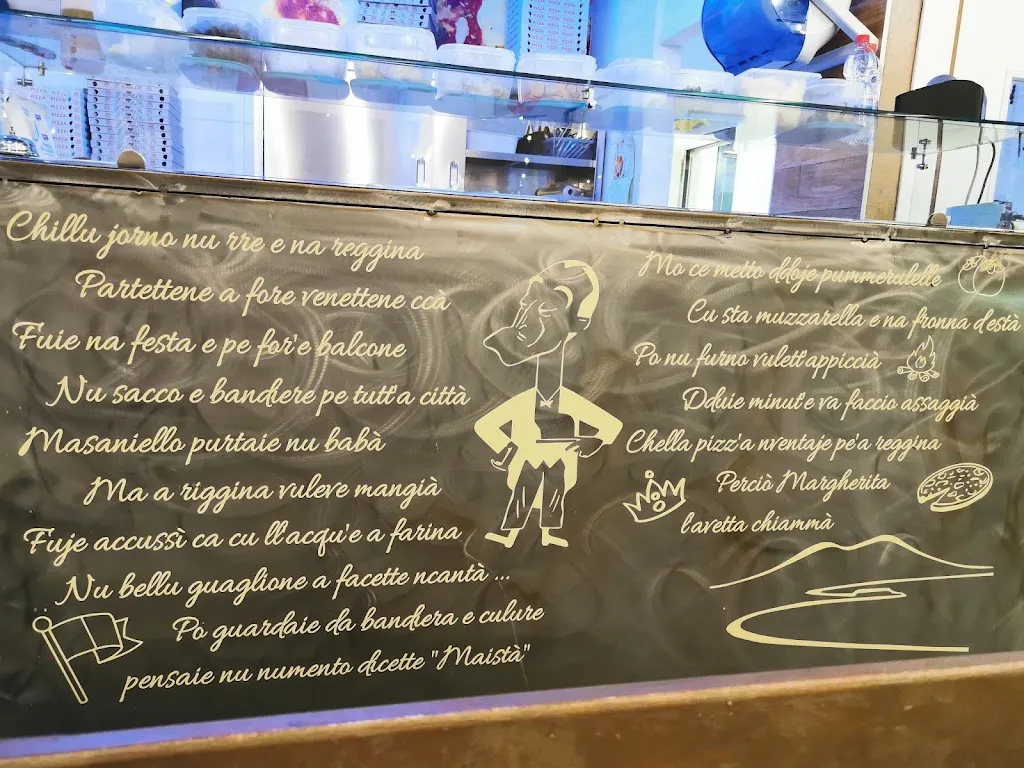 Chillu jorno nu rre e na reggina
Partettene a fore venettene ccà
Fuie na festa e pe for'e balcone
Nu sacco e bandiere pe tutt'a città
Masaniello purtaie nu babà
Ma a riggina vuleve mangià
Fuje accussì ca cu ll'acqu'e a farina
Nu bellu guaglione a facette ncantà ...
Po guardaie da bandiera e culure
pensaie nu numento dicette "Maistà"
Mo ce metto ddoje pummerulelle
Cu sta muzzarella e na fronna d'està
Po nu furno vulett'appiccià
Dduie minut'e va faccio assaggià
Chella pizz'a nventaje pe'a reggina
Perciò Margherita
l'avetta chiammà